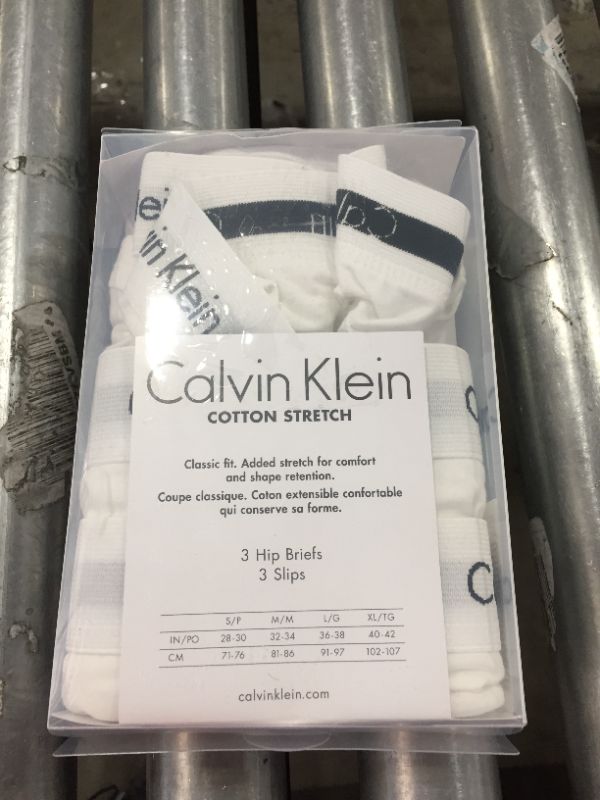 Calvin Klein
COTTON STRETCH
Classic fit. Added stretch for comfort
and shape retention.
Coupe classique. Coton extensible confortable
qui conserve sa forme.
3 Hip Briefs
3 Slips
S/P M/M L/G XL/TG
IN/PO 28-30 32-34 36-38 40-42
CM 71-76 81-86 91-97 102-107
calvinklein.com